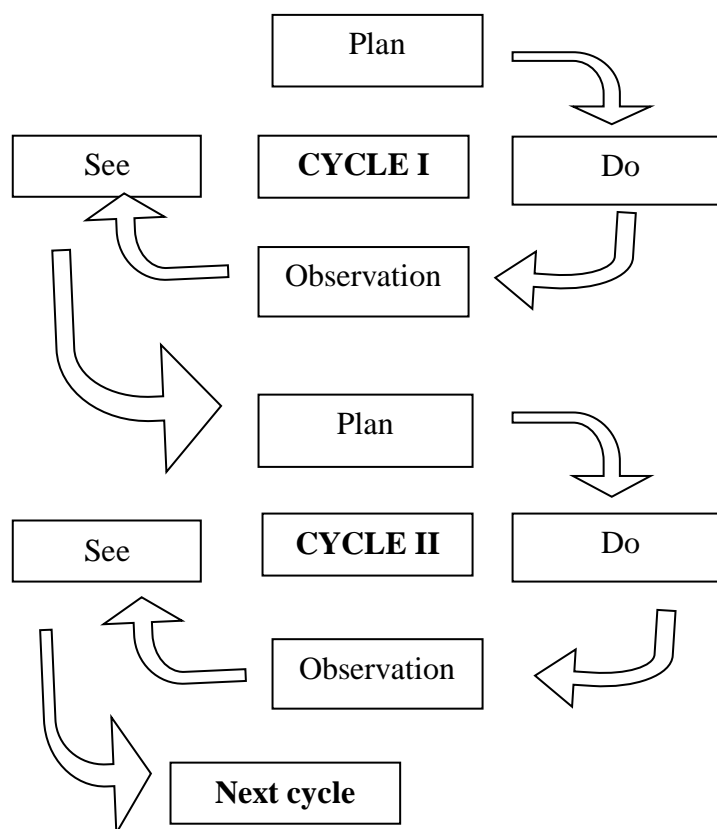 Plan
See
CYCLE I
Do
Observation
Plan
See
CYCLE II
Do
Observation
Next cycle